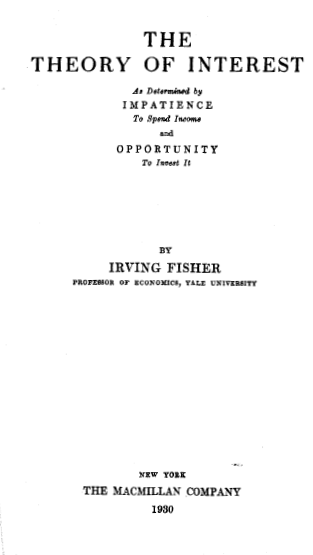 THE
THEORY OF INTEREST
As Determined by
IMPATIENCE
To Spend Income
and
OPPORTUNITY
To Invest It
BY
IRVING FISHER
PROFESSOR OF ECONOMICS, YALE UNIVERSITY
NEW YORK
THE MACMILLAN COMPANY
1930